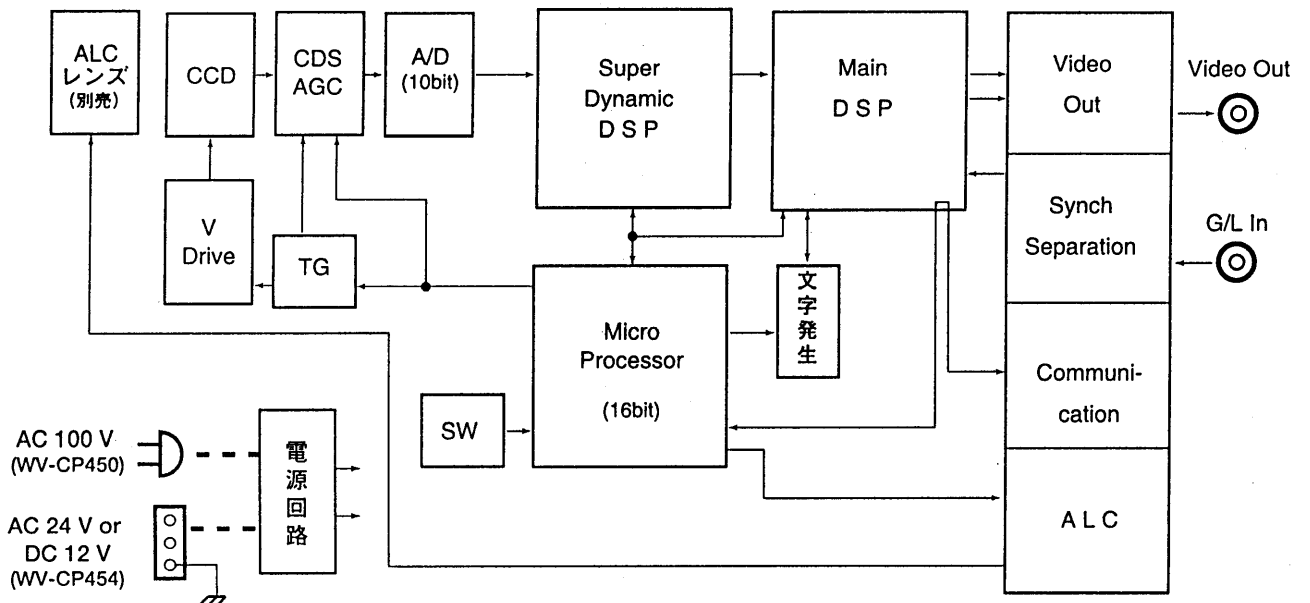 ALC
レンズ
(別売)
CCD
CDS
AGC
A/D
(10bit)
Super
Dynamic
D S P
Main
D S P
Video
Out
Video Out
Synch
Separation
G/L In
V
Drive
TG
Micro
Processor
(16bit)
文字発生
Communi-
cation
SW
A L C
AC 100 V
(WV-CP450)
電源回路
AC 24 V or
DC 12 V
(WV-CP454)